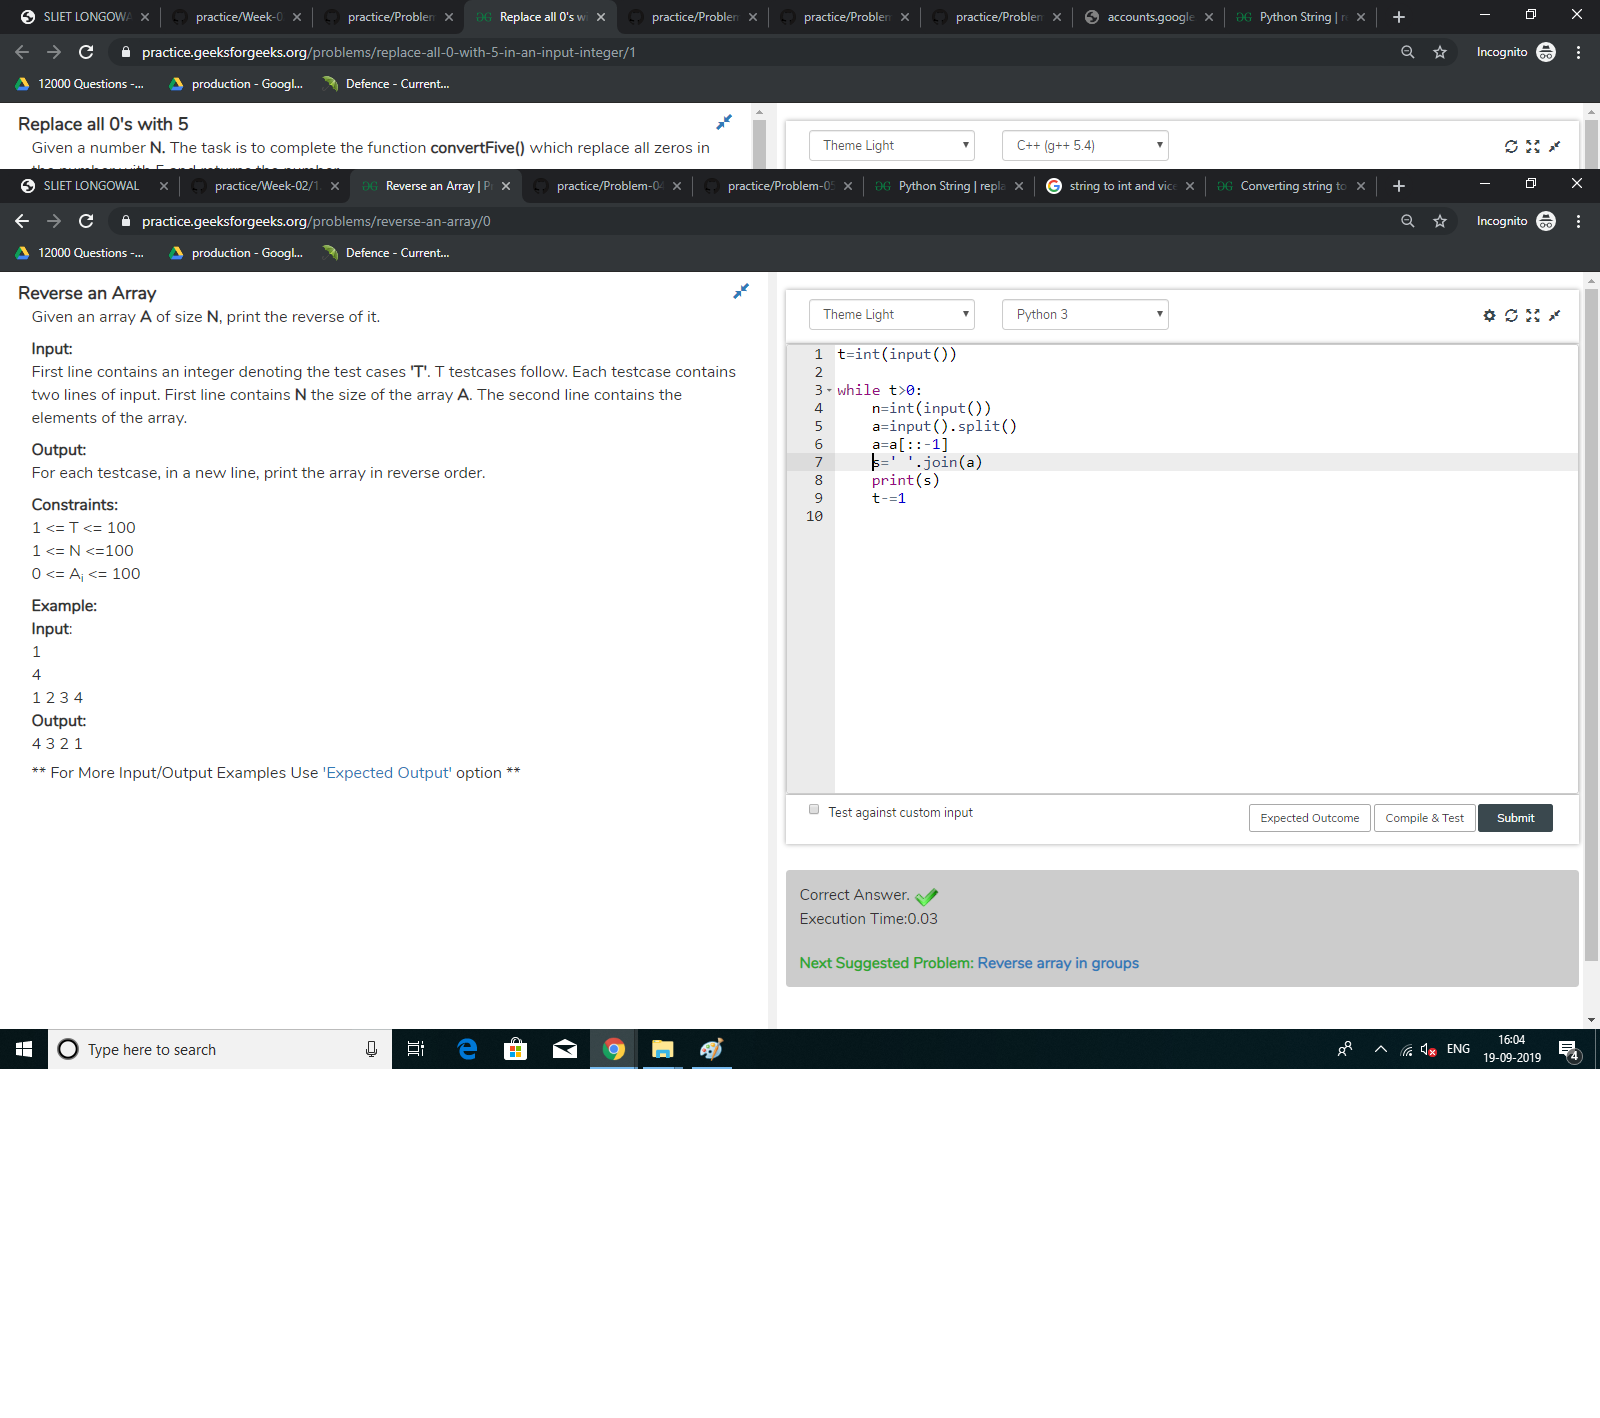 SLIET LONGOWA
practice/Week-0
practice/Problem
Replace all 0's w
practice/Problem
practice/Problem
practice/Problem
accounts.google
Python String |
practice.geeksforgeeks.org/problems/replace-all-0-with-5-in-an-input-integer/1
Incognito
12000 Questions -...
production - Googl...
Defence - Current...
Replace all 0's with 5
Given a number N. The task is to complete the function convertFive() which replace all zeros in
Theme Light
C++ (g++ 5.4)
SLIET LONGOWAL
practice/Week-02/1
Reverse an Array | P
practice/Problem-04
practice/Problem-05
Python String | repla
string to int and vice
Converting string to
practice.geeksforgeeks.org/problems/reverse-an-array/0
Incognito
12000 Questions -...
production - Googl...
Defence - Current...
Reverse an Array
Given an array A of size N, print the reverse of it.
Input:
First line contains an integer denoting the test cases 'T'. T testcases follow. Each testcase contains
two lines of input. First line contains N the size of the array A. The second line contains the
elements of the array.
Output:
For each testcase, in a new line, print the array in reverse order.
Constraints:
1 <= T <= 100
1 <= N <=100
0 <= Ai <= 100
Example:
Input:
1
4
1 2 3 4
Output:
4 3 2 1
** For More Input/Output Examples Use 'Expected Output' option **
Theme Light
Python 3
1 t=int(input())
2
3 while t>0:
4 n=int(input())
5 a=input().split()
6 a=a[::-1]
7 s=' '.join(a)
8 print(s)
9 t-=1
10
Test against custom input
Expected Outcome
Compile & Test
Submit
Correct Answer.
Execution Time:0.03
Next Suggested Problem: Reverse array in groups
Type here to search
ENG
16:04
19-09-2019
4